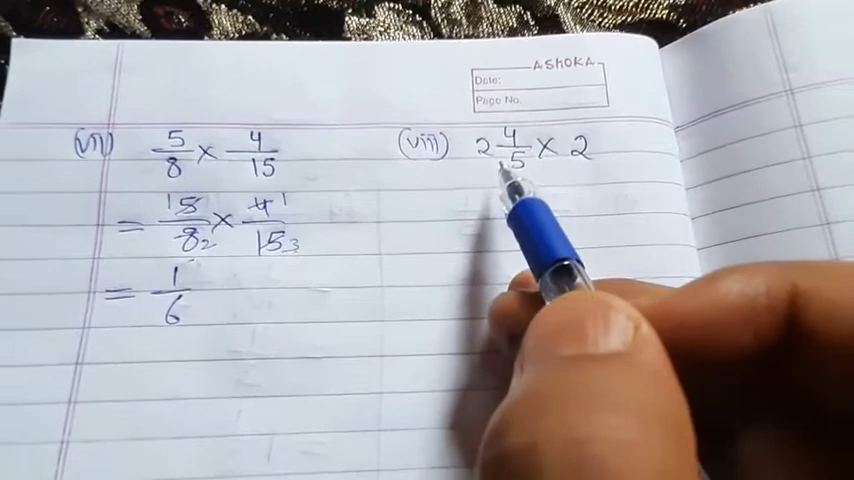 ASHOKA
Date:
Page No.
(vii) 5/8 × 4/15
= 1 5/8 2 × 4 1/15 3
= 1/6
(viii) 2 4/5 × 2